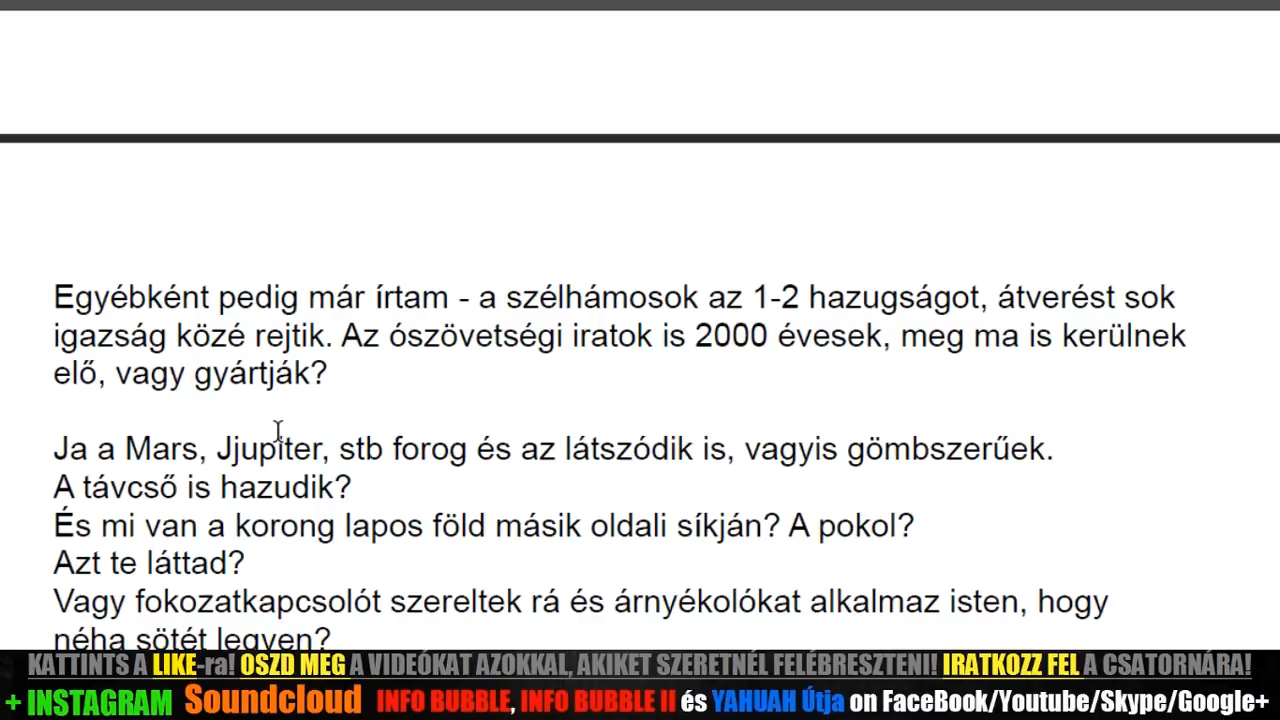 Egyébként pedig már írtam - a szélhámosok az 1-2 hazugságot, átverést sok
igazság közé rejtik. Az ószövetségi iratok is 2000 évesek, meg ma is kerülnek
elő, vagy gyártják?
Ja a Mars, Jjupiter, stb forog és az látszódik is, vagyis gömbszerűek.
A távcső is hazudik?
És mi van a korong lapos föld másik oldali síkján? A pokol?
Azt te láttad?
Vagy fokozatkapcsolót szereltek rá és árnyékolókat alkalmaz isten, hogy
néha sötét legyen?
KATTINTS A LIKE-ra! OSZD MEG A VIDEÓKAT AZOKKAL, AKIKET SZERETNÉL FELÉBRESZTENI! IRATKOZZ FEL A CSATORNÁRA!
+ INSTAGRAM Soundcloud INFO BUBBLE, INFO BUBBLE II és YAHUAH Útja on FaceBook/Youtube/Skype/Google+